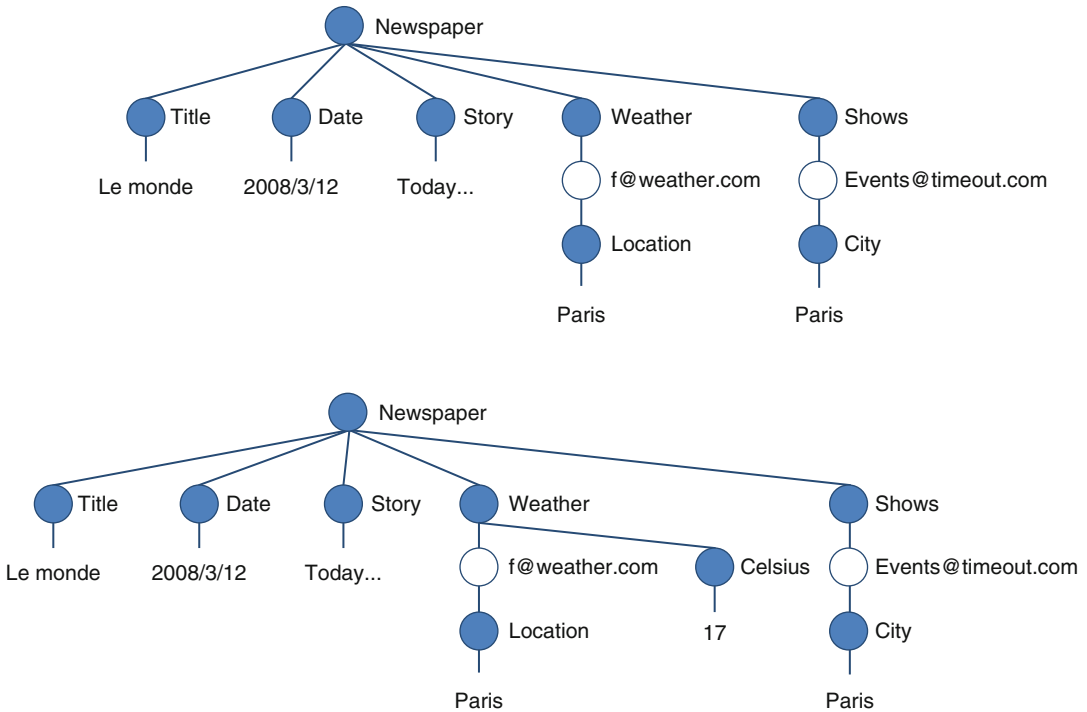 Newspaper
Title
Date
Story
Weather
Shows
Le monde
2008/3/12
Today...
f@weather.com
Events@timeout.com
Location
City
Paris
Paris
Newspaper
Title
Date
Story
Weather
Shows
Le monde
2008/3/12
Today...
f@weather.com
Celsius
Events@timeout.com
Location
17
City
Paris
Paris